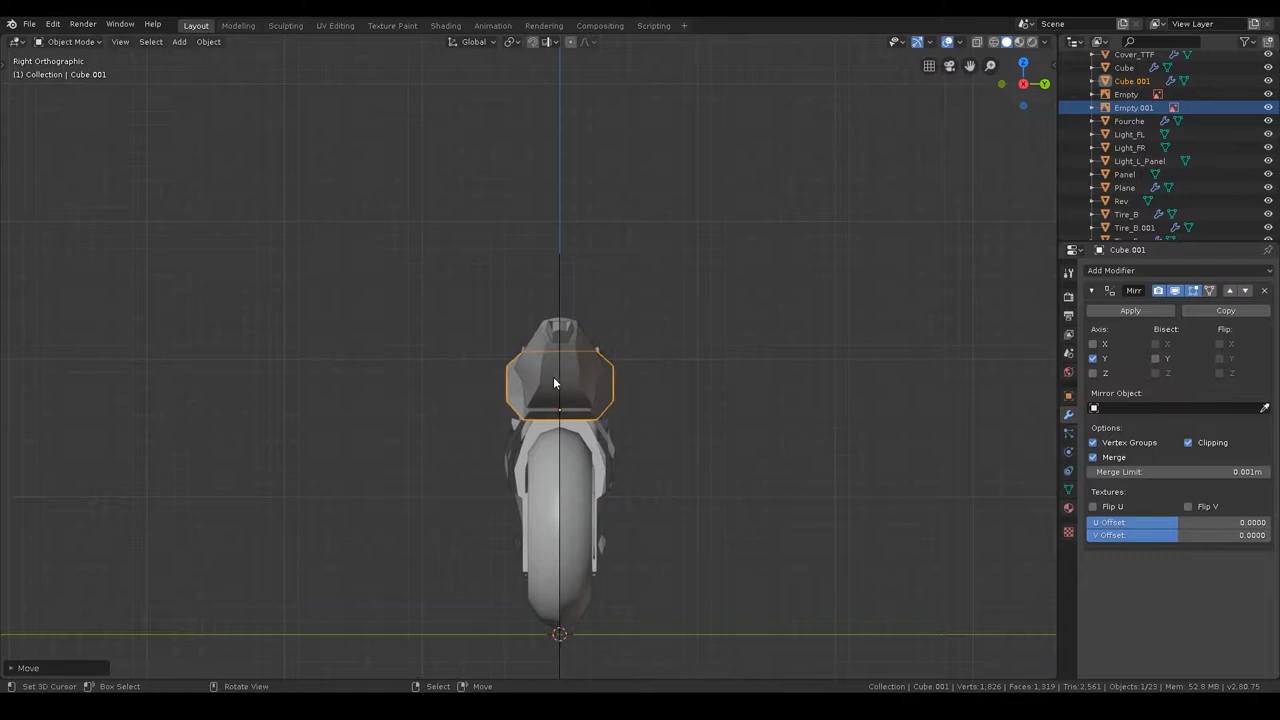 File Edit Render Window Help Layout Modeling Sculpting UV Editing Texture Paint Shading Animation Rendering Compositing Scripting + Scene View Layer
Object Mode View Select Add Object Global
Right Orthographic
(1) Collection | Cube.001
Z
X Y
Cover_TTF
Cube
Cube.001
Empty
Empty.001
Fourche
Light_FL
Light_FR
Light_L_Panel
Panel
Plane
Rev
Tire_B
Tire_B.001
Cube.001
Add Modifier
Mirr
Apply Copy
Axis: Bisect: Flip:
X X X
Y Y Y
Z Z Z
Mirror Object:
Options:
Vertex Groups Clipping
Merge
Merge Limit: 0.001m
Textures:
Flip U Flip V
U Offset: 0.0000
V Offset: 0.0000
Move
Set 3D Cursor Box Select Rotate View Select Move Collection | Cube.001 | Verts:1,826 | Faces:1,319 | Tris:2,561 | Objects:1/23 | Mem: 52.8 MB | v2.80.75